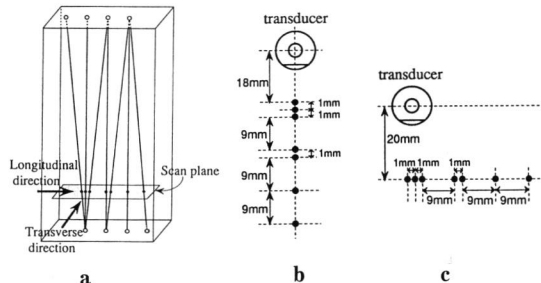 Longitudinal
direction
Scan plane
Transverse
direction
a
transducer
18mm
1mm
1mm
9mm
1mm
9mm
9mm
b
transducer
20mm
1mm 1mm
1mm
9mm
9mm 9mm
c